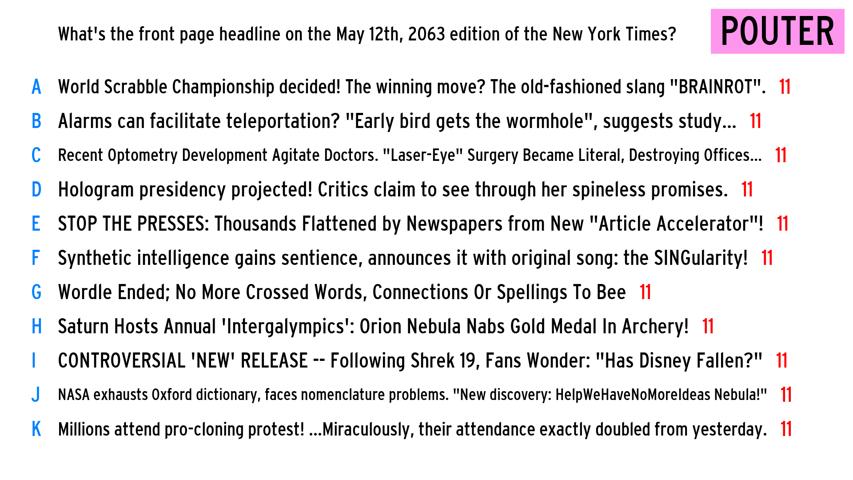 What's the front page headline on the May 12th, 2063 edition of the New York Times? POUTER
A World Scrabble Championship decided! The winning move? The old-fashioned slang "BRAINROT". 11
B Alarms can facilitate teleportation? "Early bird gets the wormhole", suggests study... 11
C Recent Optometry Development Agitate Doctors. "Laser-Eye" Surgery Became Literal, Destroying Offices... 11
D Hologram presidency projected! Critics claim to see through her spineless promises. 11
E STOP THE PRESSES: Thousands Flattened by Newspapers from New "Article Accelerator"! 11
F Synthetic intelligence gains sentience, announces it with original song: the SINGularity! 11
G Wordle Ended; No More Crossed Words, Connections Or Spellings To Bee 11
H Saturn Hosts Annual 'Intergalympics': Orion Nebula Nabs Gold Medal In Archery! 11
I CONTROVERSIAL 'NEW' RELEASE -- Following Shrek 19, Fans Wonder: "Has Disney Fallen?" 11
J NASA exhausts Oxford dictionary, faces nomenclature problems. "New discovery: HelpWeHaveNoMoreIdeas Nebula!" 11
K Millions attend pro-cloning protest! ...Miraculously, their attendance exactly doubled from yesterday. 11